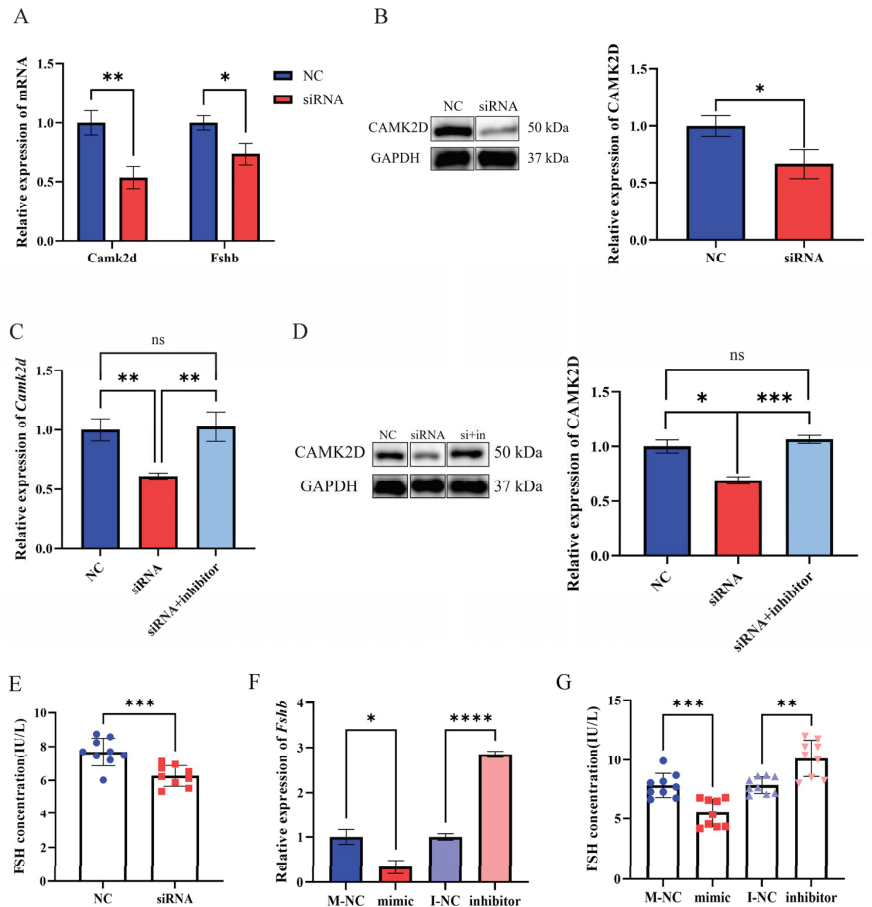 A
Relative expression of mRNA
1.5
1.0
0.5
0.0
**
*
Camk2d
Fshb
NC
siRNA
B
NC siRNA
CAMK2D 50 kDa
GAPDH 37 kDa
Relative expression of CAMK2D
1.5
1.0
0.5
0.0
*
NC
siRNA
C
Relative expression of Camk2d
1.5
1.0
0.5
0.0
ns
** **
NC
siRNA
siRNA+inhibitor
D
NC siRNA si+in
CAMK2D 50 kDa
GAPDH 37 kDa
Relative expression of CAMK2D
1.5
1.0
0.5
0.0
ns
* ***
NC
siRNA
siRNA+inhibitor
E
FSH concentration(IU/L)
10
8
6
4
2
0
***
NC
siRNA
F
Relative expression of Fshb
4
3
2
1
0
* ****
M-NC mimic I-NC inhibitor
G
FSH concentration(IU/L)
15
10
5
0
*** **
M-NC mimic I-NC inhibitor